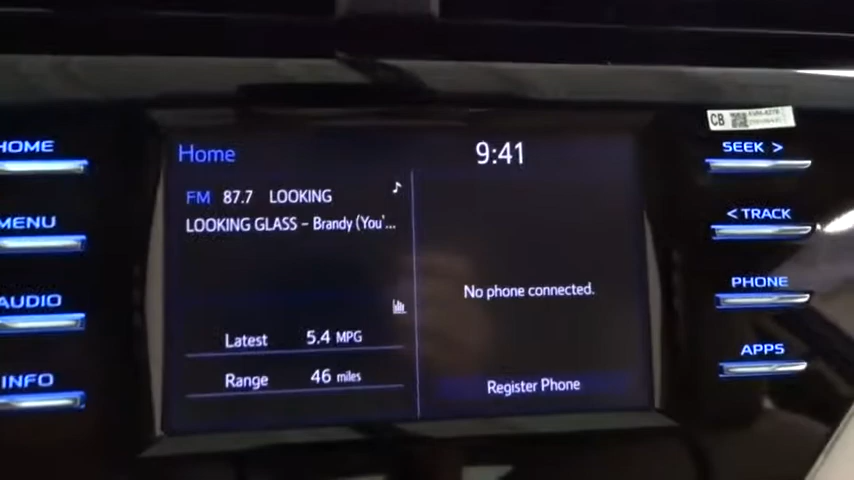 HOME
MENU
AUDIO
INFO
Home
9:41
FM 87.7 LOOKING
LOOKING GLASS – Brandy (You'...
Latest 5.4 MPG
Range 46 miles
No phone connected.
Register Phone
CB
SEEK >
< TRACK
PHONE
APPS